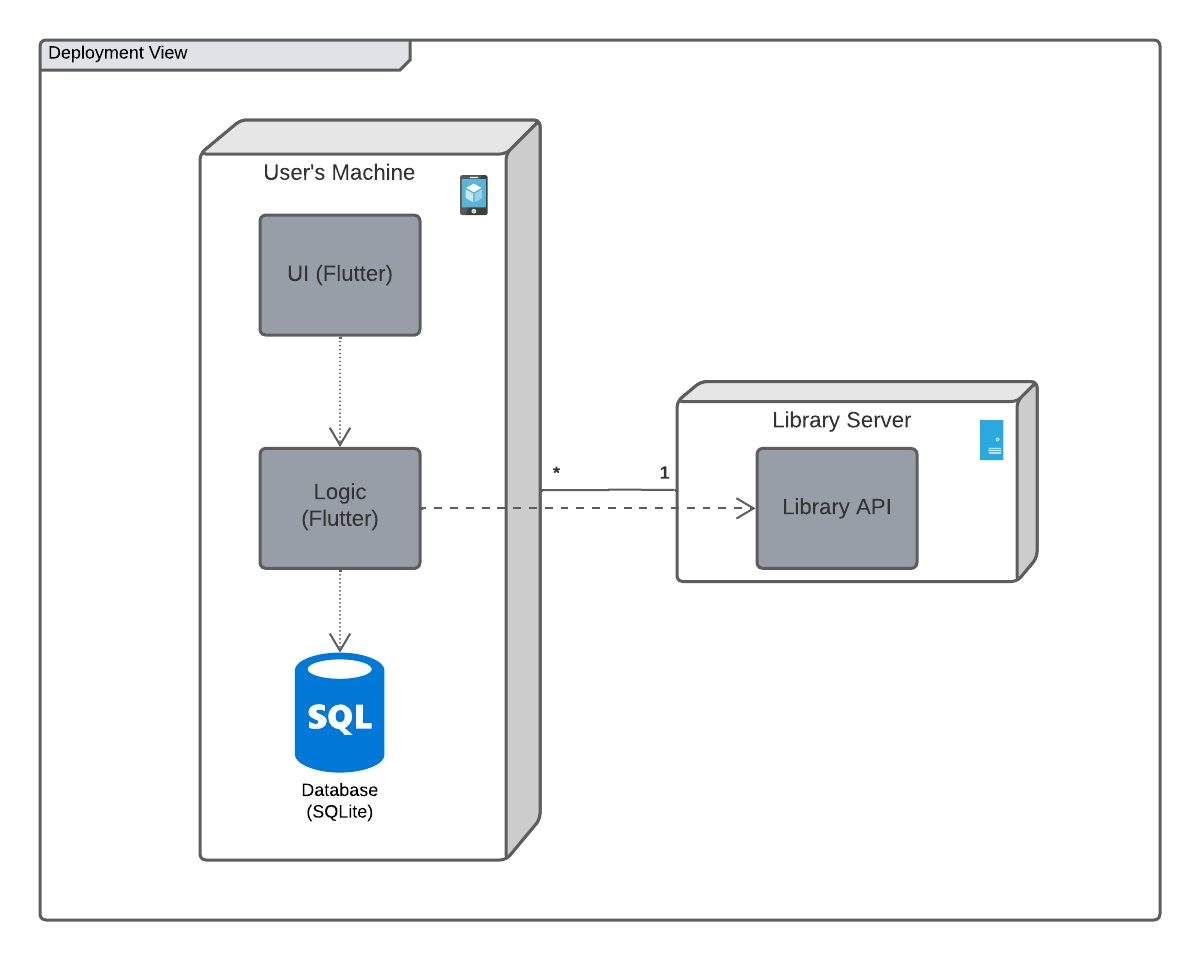 Deployment View
User's Machine
UI (Flutter)
Logic
(Flutter)
SQL
Database
(SQLite)
*
1
Library Server
Library API